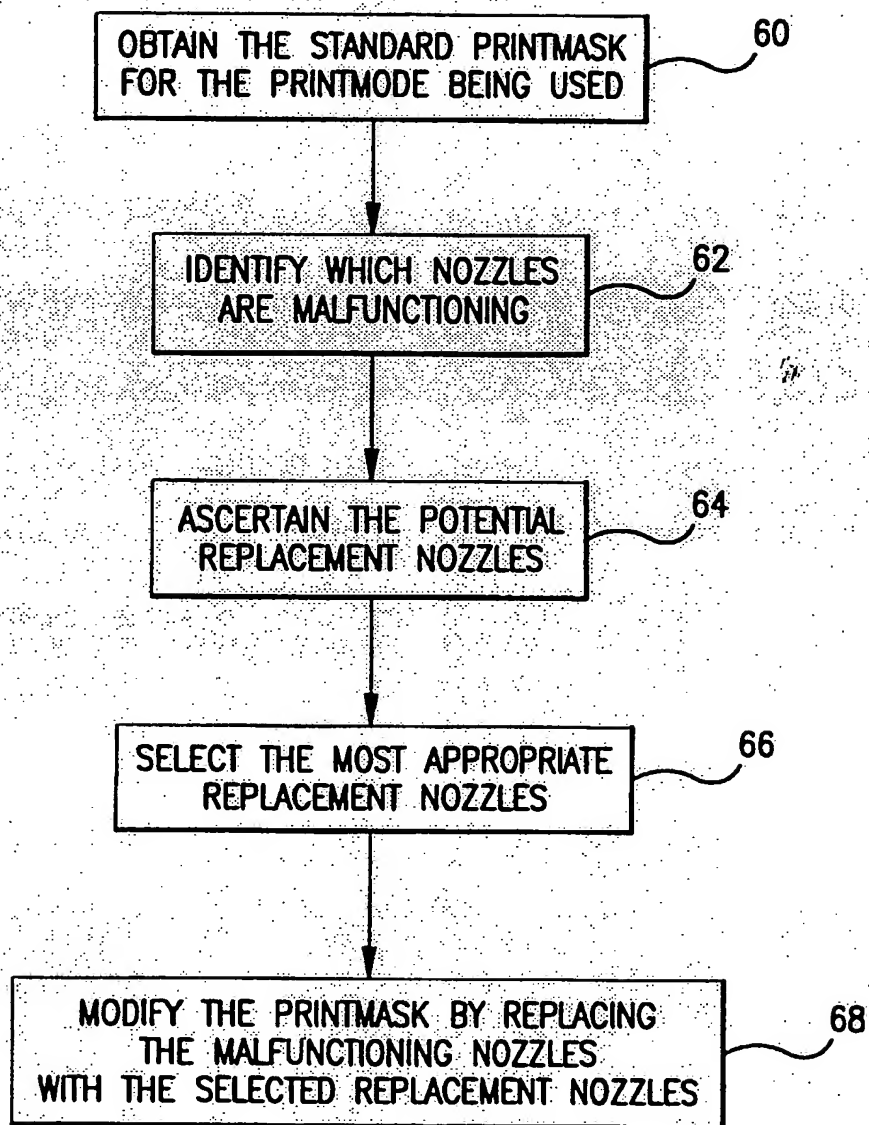 OBTAIN THE STANDARD PRINTMASK
FOR THE PRINTMODE BEING USED
60
IDENTIFY WHICH NOZZLES
ARE MALFUNCTIONING
62
ASCERTAIN THE POTENTIAL
REPLACEMENT NOZZLES
64
SELECT THE MOST APPROPRIATE
REPLACEMENT NOZZLES
66
MODIFY THE PRINTMASK BY REPLACING
THE MALFUNCTIONING NOZZLES
WITH THE SELECTED REPLACEMENT NOZZLES
68